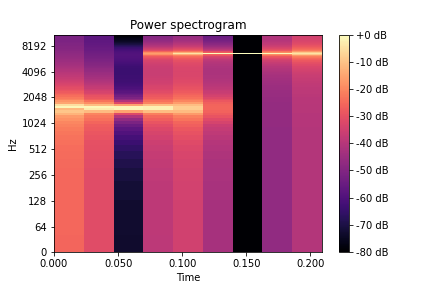 Power spectrogram
8192
4096
2048
1024
512
256
128
64
0
Hz
0.000 0.050 0.100 0.150 0.200
Time
+0 dB
-10 dB
-20 dB
-30 dB
-40 dB
-50 dB
-60 dB
-70 dB
-80 dB